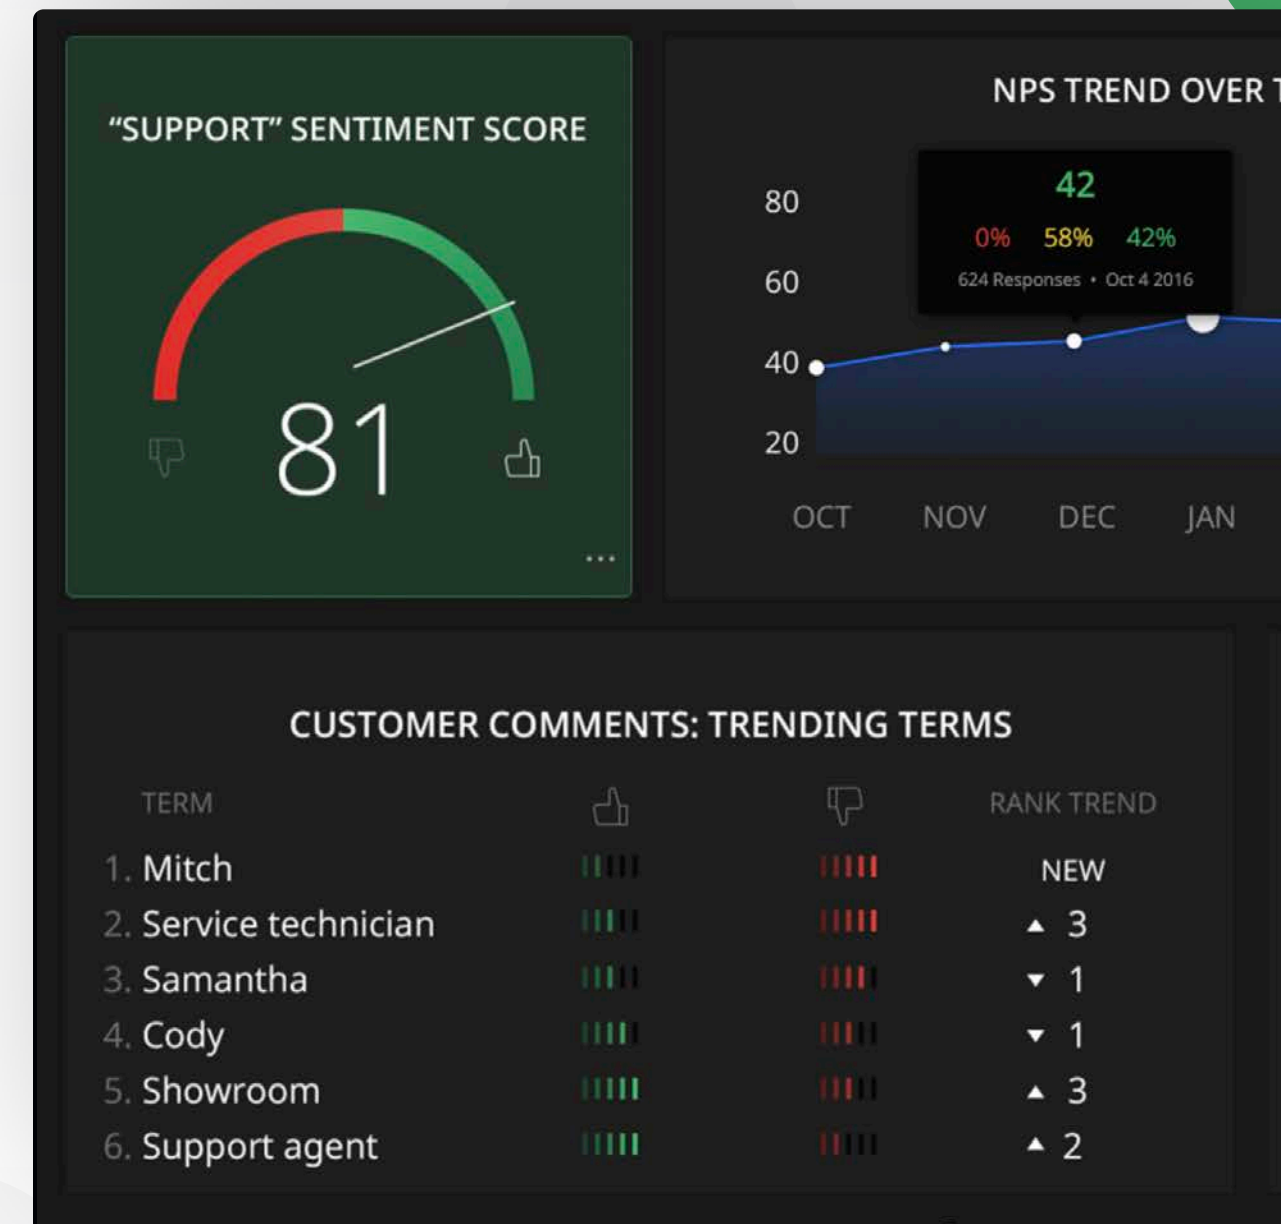 “SUPPORT” SENTIMENT SCORE
81
...
NPS TREND OVER T
42
0% 58% 42%
624 Responses • Oct 4 2016
80
60
40
20
OCT NOV DEC JAN
CUSTOMER COMMENTS: TRENDING TERMS
TERM RANK TREND
1. Mitch NEW
2. Service technician ▲ 3
3. Samantha ▼ 1
4. Cody ▼ 1
5. Showroom ▲ 3
6. Support agent ▲ 2